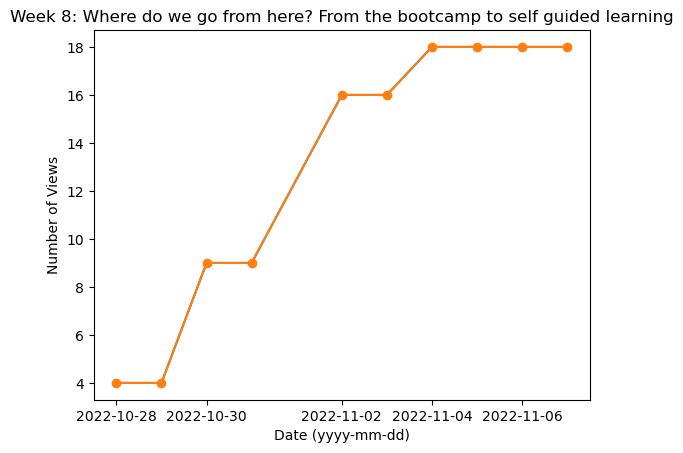 Week 8: Where do we go from here? From the bootcamp to self guided learning
18
16
14
12
10
8
6
4
Number of Views
2022-10-28 2022-10-30 2022-11-02 2022-11-04 2022-11-06
Date (yyyy-mm-dd)